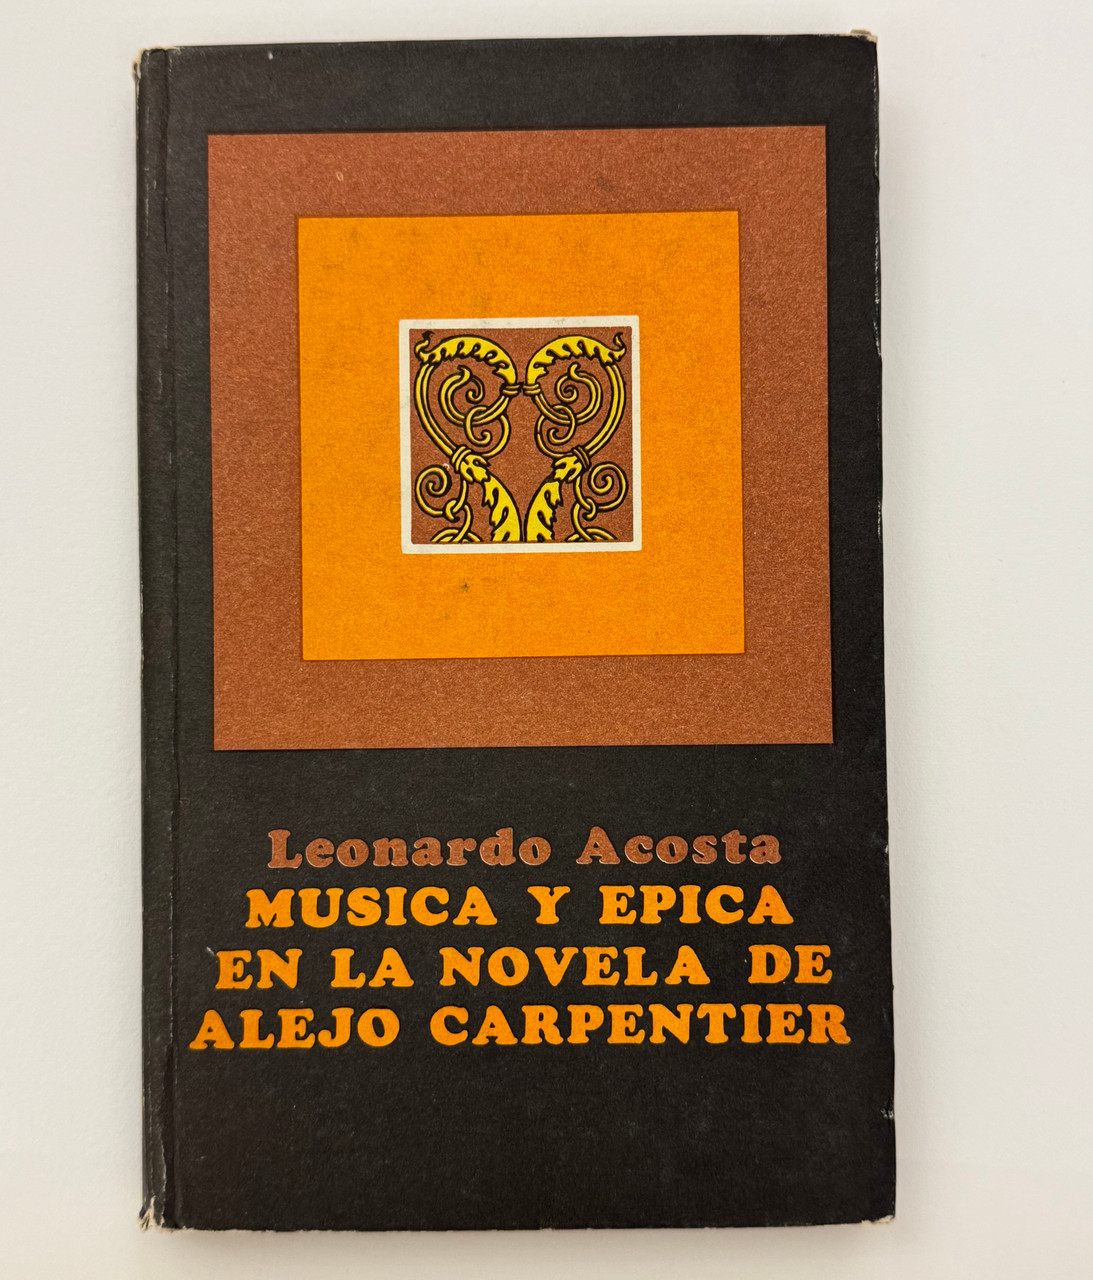 Leonardo Acosta
MUSICA Y EPICA
EN LA NOVELA DE
ALEJO CARPENTIER